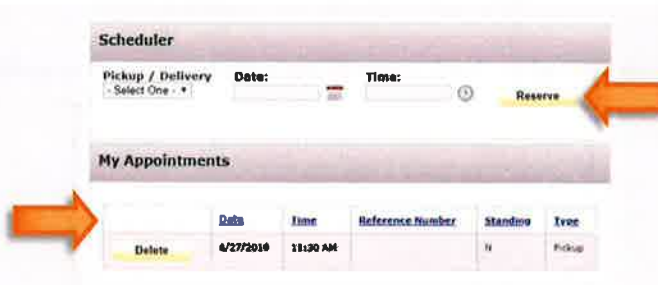 Scheduler
Pickup / Delivery Date: Time:
- Select One - Reserve
My Appointments
Date Time Reference Number Standing Type
Delete 6/27/2016 11:30 AM N Pickup